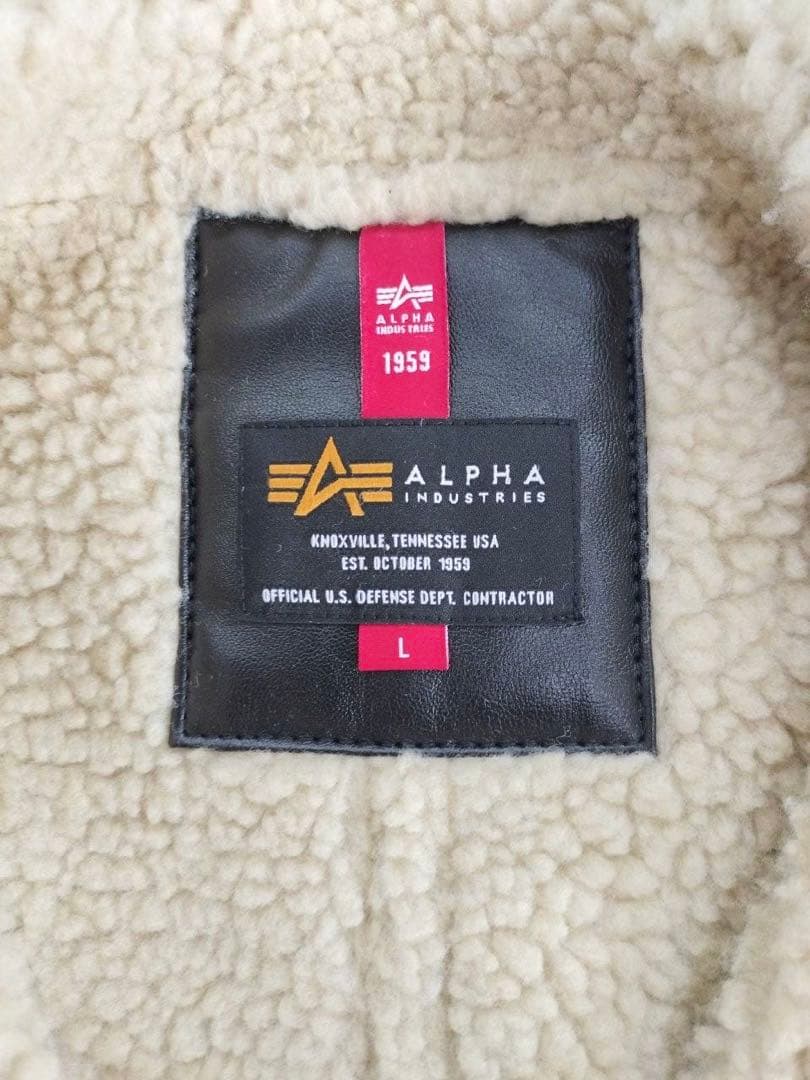 ALPHA
INDUSTRIES
1959
ALPHA
INDUSTRIES
KNOXVILLE, TENNESSEE USA
EST. OCTOBER 1959
OFFICIAL U.S. DEFENSE DEPT. CONTRACTOR
L